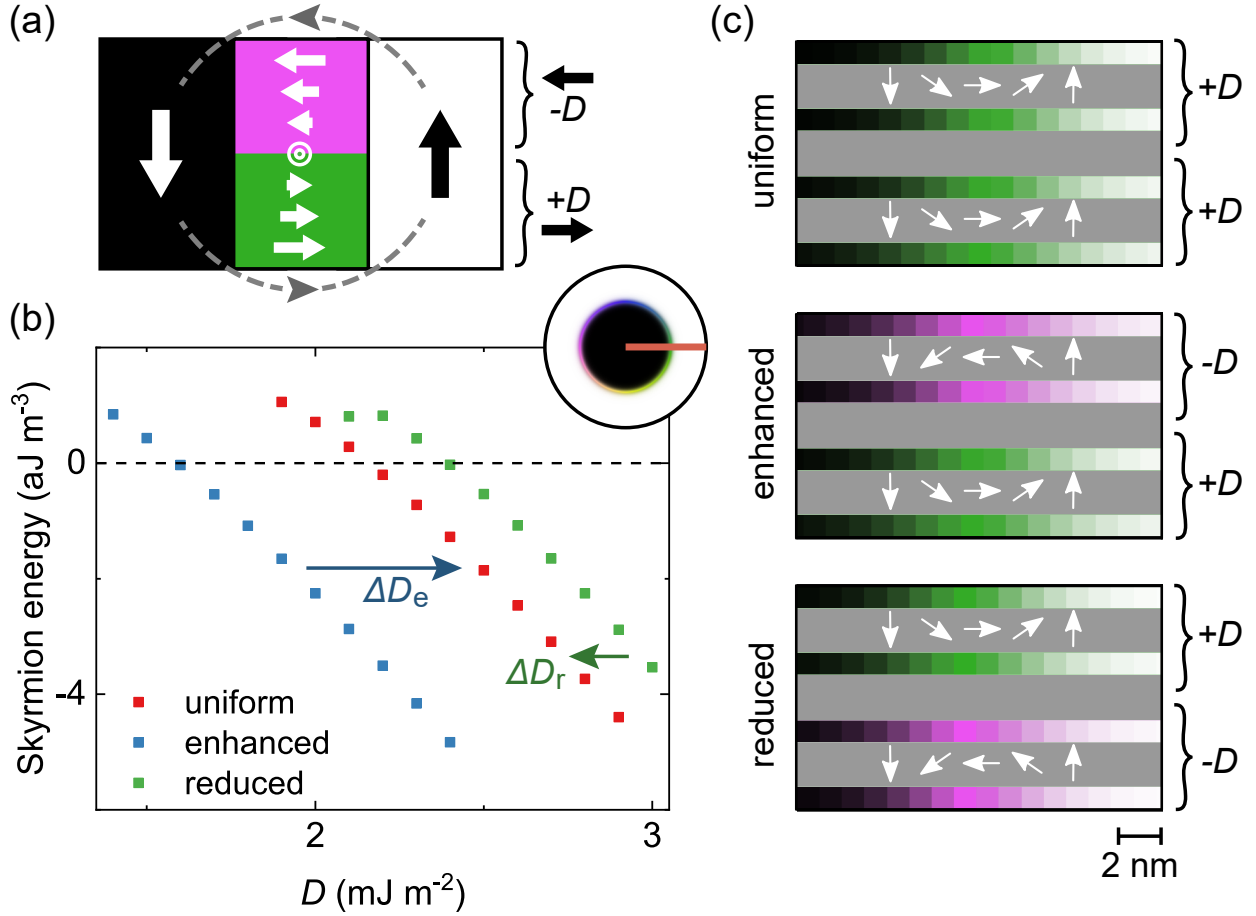 (a)
-D
+D
(b)
Skyrmion energy (aJ m-3)
0
-4
ΔDe
ΔDr
uniform
enhanced
reduced
2
3
D (mJ m-2)
(c)
uniform
+D
+D
enhanced
-D
+D
reduced
+D
-D
2 nm